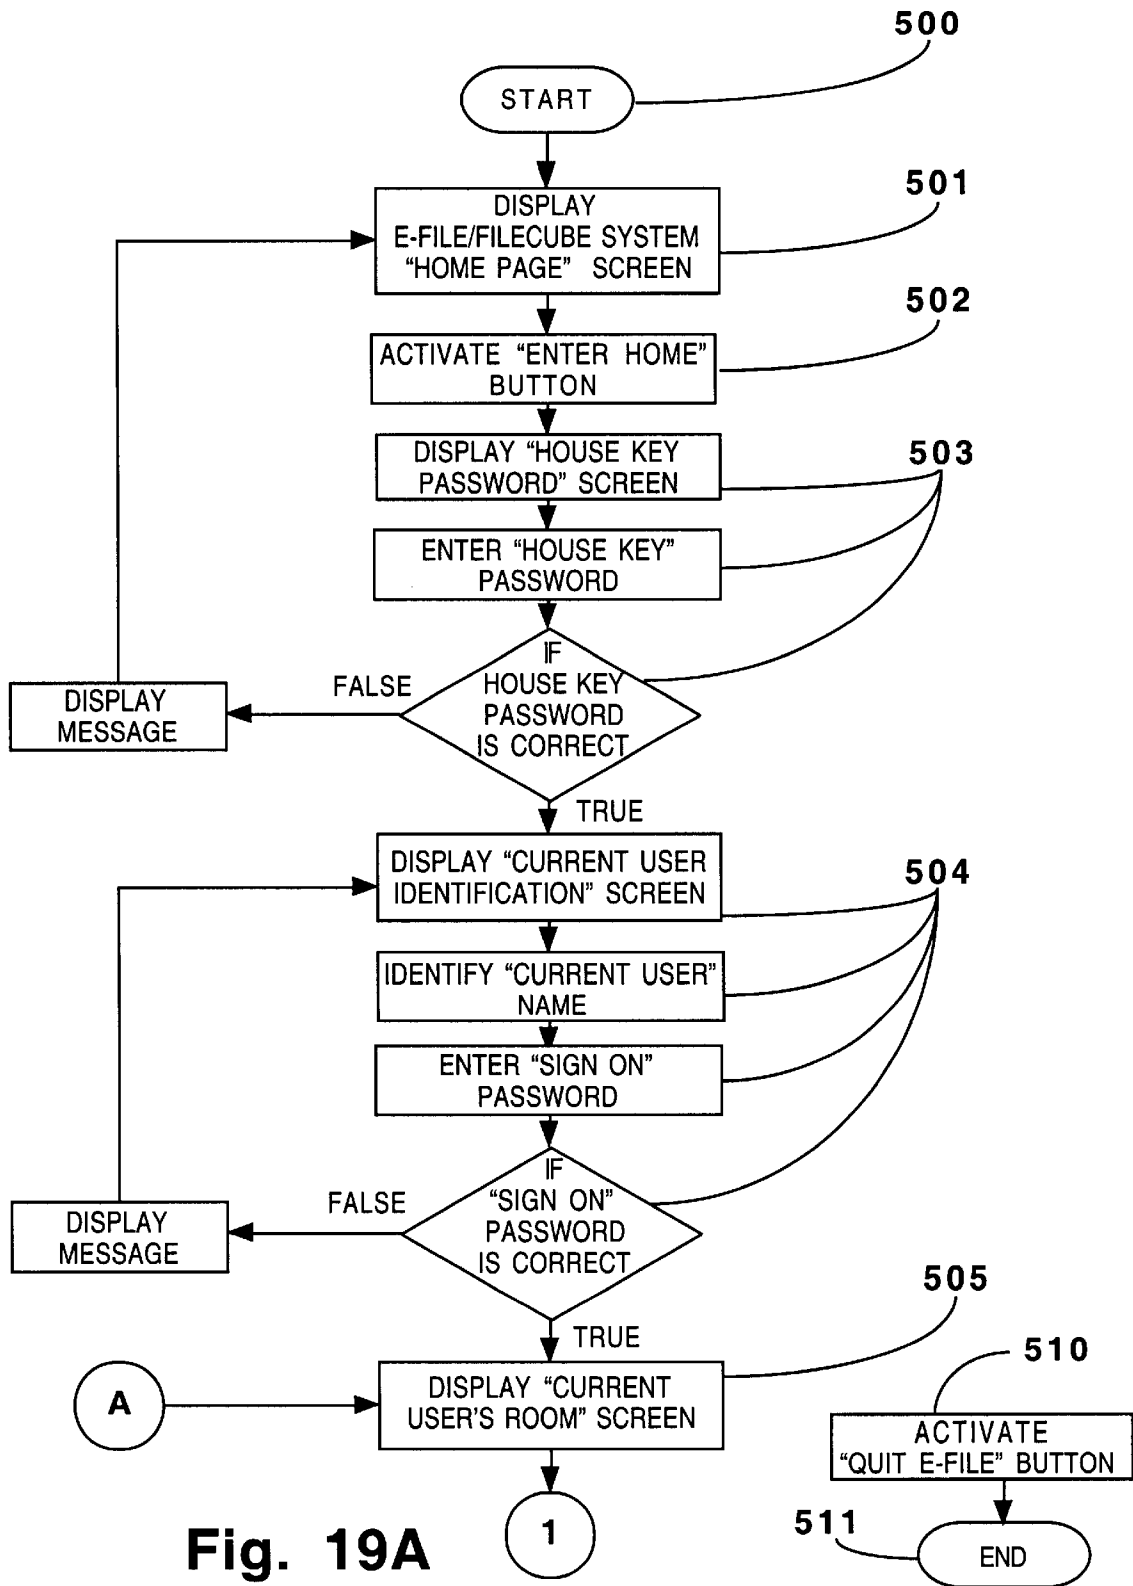 500
START
501
DISPLAY
E-FILE/FILECUBE SYSTEM
“HOME PAGE” SCREEN
502
ACTIVATE “ENTER HOME”
BUTTON
DISPLAY “HOUSE KEY
PASSWORD” SCREEN
503
ENTER “HOUSE KEY”
PASSWORD
IF
HOUSE KEY
PASSWORD
IS CORRECT
FALSE
DISPLAY
MESSAGE
TRUE
DISPLAY “CURRENT USER
IDENTIFICATION” SCREEN
504
IDENTIFY “CURRENT USER”
NAME
ENTER “SIGN ON”
PASSWORD
IF
“SIGN ON”
PASSWORD
IS CORRECT
FALSE
DISPLAY
MESSAGE
TRUE
505
A
DISPLAY “CURRENT
USER'S ROOM” SCREEN
510
ACTIVATE
“QUIT E-FILE” BUTTON
1
511
END
Fig. 19A